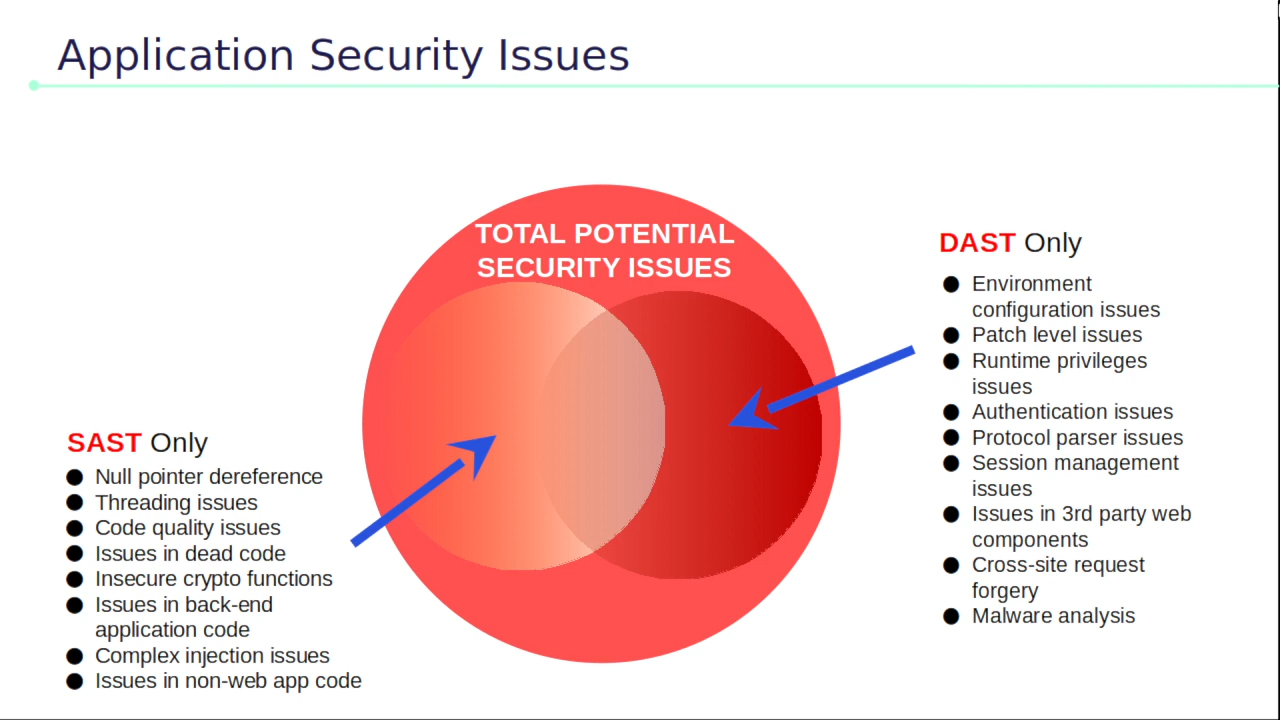 Application Security Issues
TOTAL POTENTIAL
SECURITY ISSUES
SAST Only
● Null pointer dereference
● Threading issues
● Code quality issues
● Issues in dead code
● Insecure crypto functions
● Issues in back-end
application code
● Complex injection issues
● Issues in non-web app code
DAST Only
● Environment
configuration issues
● Patch level issues
● Runtime privileges
issues
● Authentication issues
● Protocol parser issues
● Session management
issues
● Issues in 3rd party web
components
● Cross-site request
forgery
● Malware analysis